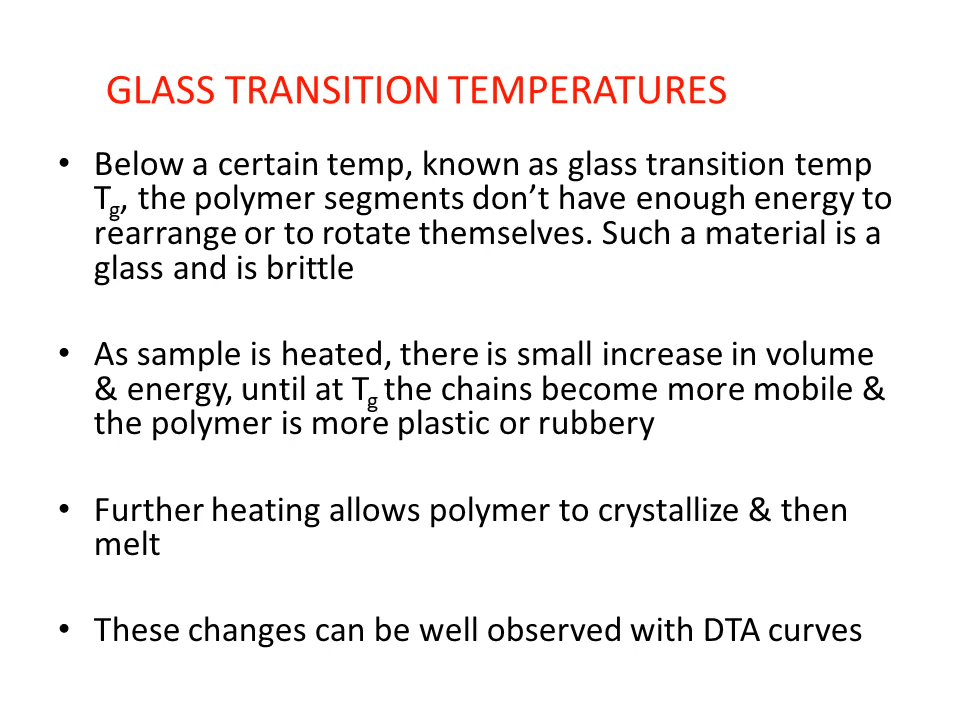 GLASS TRANSITION TEMPERATURES
• Below a certain temp, known as glass transition temp
Tg, the polymer segments don’t have enough energy to
rearrange or to rotate themselves. Such a material is a
glass and is brittle
• As sample is heated, there is small increase in volume
& energy, until at Tg the chains become more mobile &
the polymer is more plastic or rubbery
• Further heating allows polymer to crystallize & then
melt
• These changes can be well observed with DTA curves